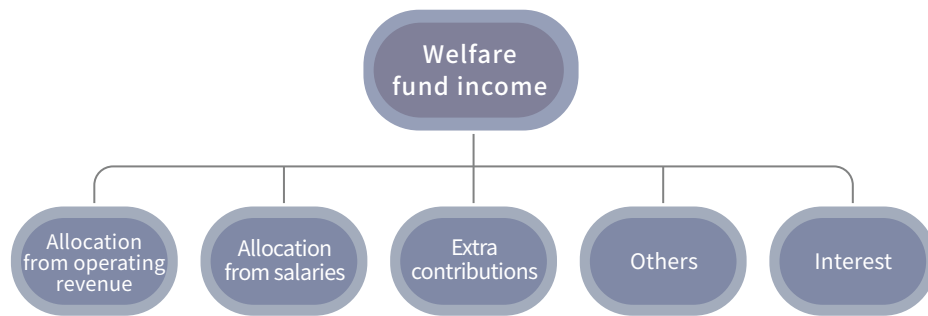 Welfare
fund income
Allocation
from operating
revenue
Allocation
from salaries
Extra
contributions
Others
Interest